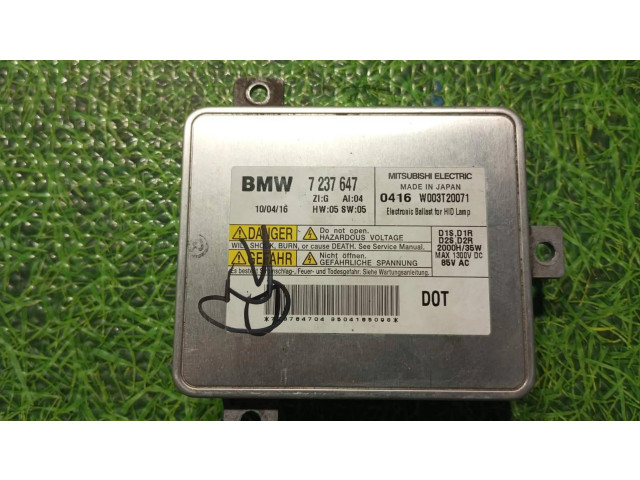 BMW 7 237 647
ZI:G AI:04
10/04/16 HW:05 SW:05
MITSUBISHI ELECTRIC
MADE IN JAPAN
0416 W003T20071
Electronic Ballast for HID Lamp
DANGER Do not open.
HAZARDOUS VOLTAGE
WILL SHOCK, BURN, or cause DEATH. See Service Manual.
GEFAHR Nicht öffnen.
GEFÄHRLICHE SPANNUNG
Es besteht Stromschlag-, Feuer- und Todesgefahr. Siehe Wartungsanleitung.
D1S,D1R
D2S,D2R
2000H/35W
MAX 1300V DC
85V AC
DOT